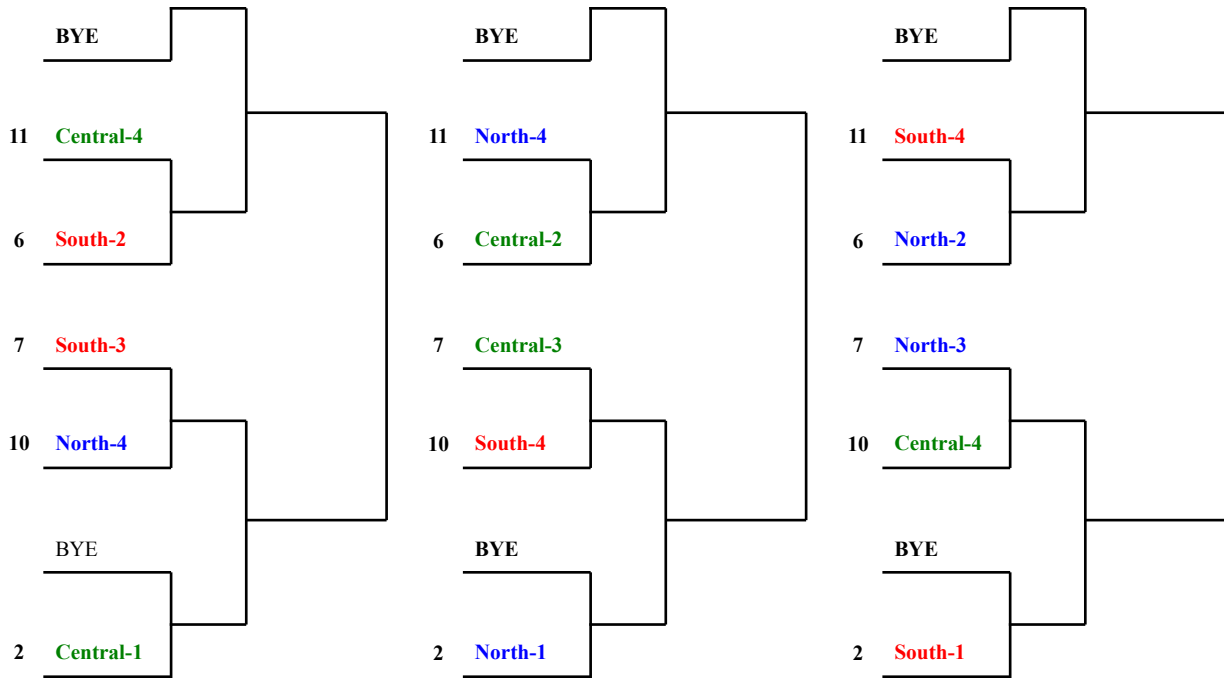 BYE
11 Central-4
6 South-2
7 South-3
10 North-4
BYE
2 Central-1
BYE
11 North-4
6 Central-2
7 Central-3
10 South-4
BYE
2 North-1
BYE
11 South-4
6 North-2
7 North-3
10 Central-4
BYE
2 South-1